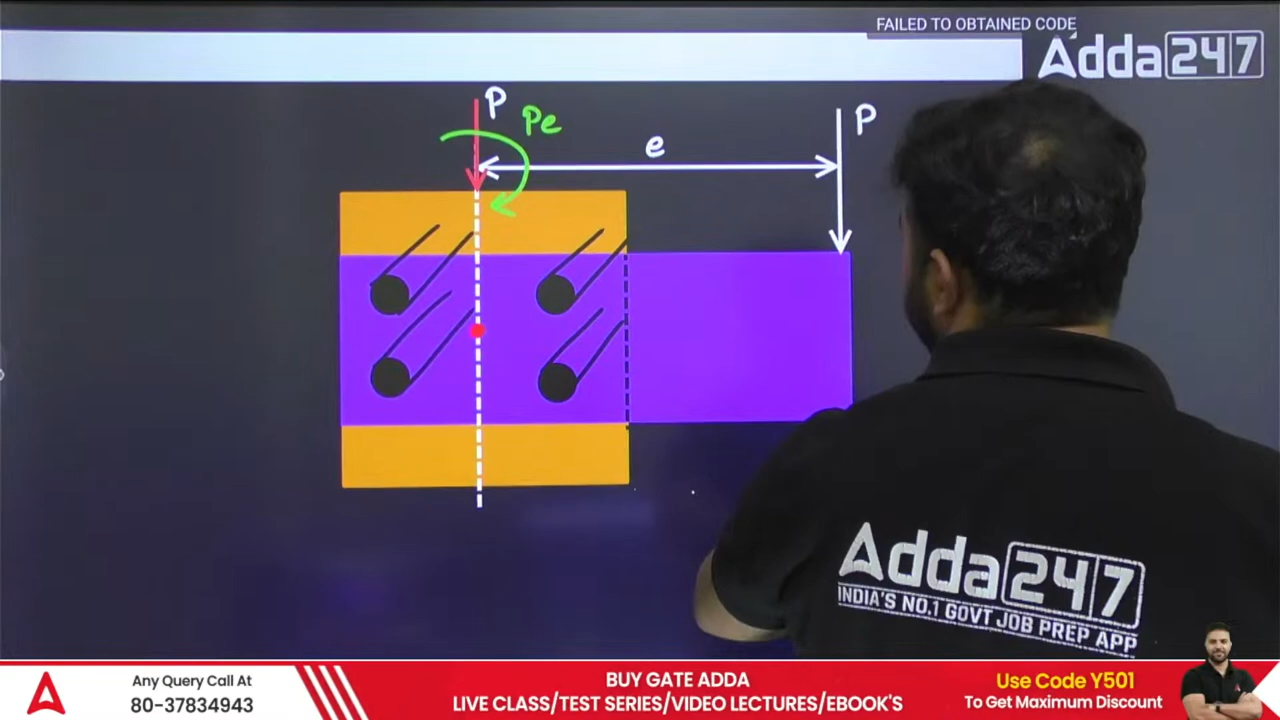 FAILED TO OBTAINED CODE
Adda247
P
Pe
e
P
Adda247
INDIA'S NO.1 GOVT JOB PREP APP
Any Query Call At
80-37834943
BUY GATE ADDA
LIVE CLASS/TEST SERIES/VIDEO LECTURES/EBOOK'S
Use Code Y501
To Get Maximum Discount